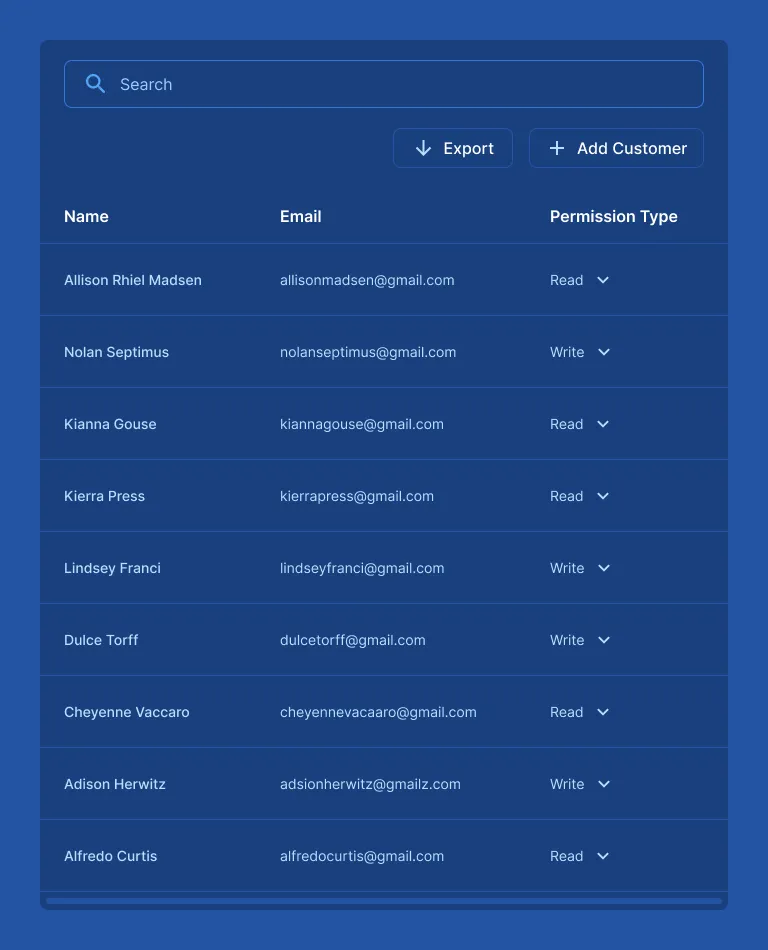 Search
Export Add Customer
Name Email Permission Type
Allison Rhiel Madsen allisonmadsen@gmail.com Read
Nolan Septimus nolanseptimus@gmail.com Write
Kianna Gouse kiannagouse@gmail.com Read
Kierra Press kierrapress@gmail.com Read
Lindsey Franci lindseyfranci@gmail.com Write
Dulce Torff dulcetorff@gmail.com Write
Cheyenne Vaccaro cheyennevacaaro@gmail.com Read
Adison Herwitz adsionherwitz@gmailz.com Write
Alfredo Curtis alfredocurtis@gmail.com Read